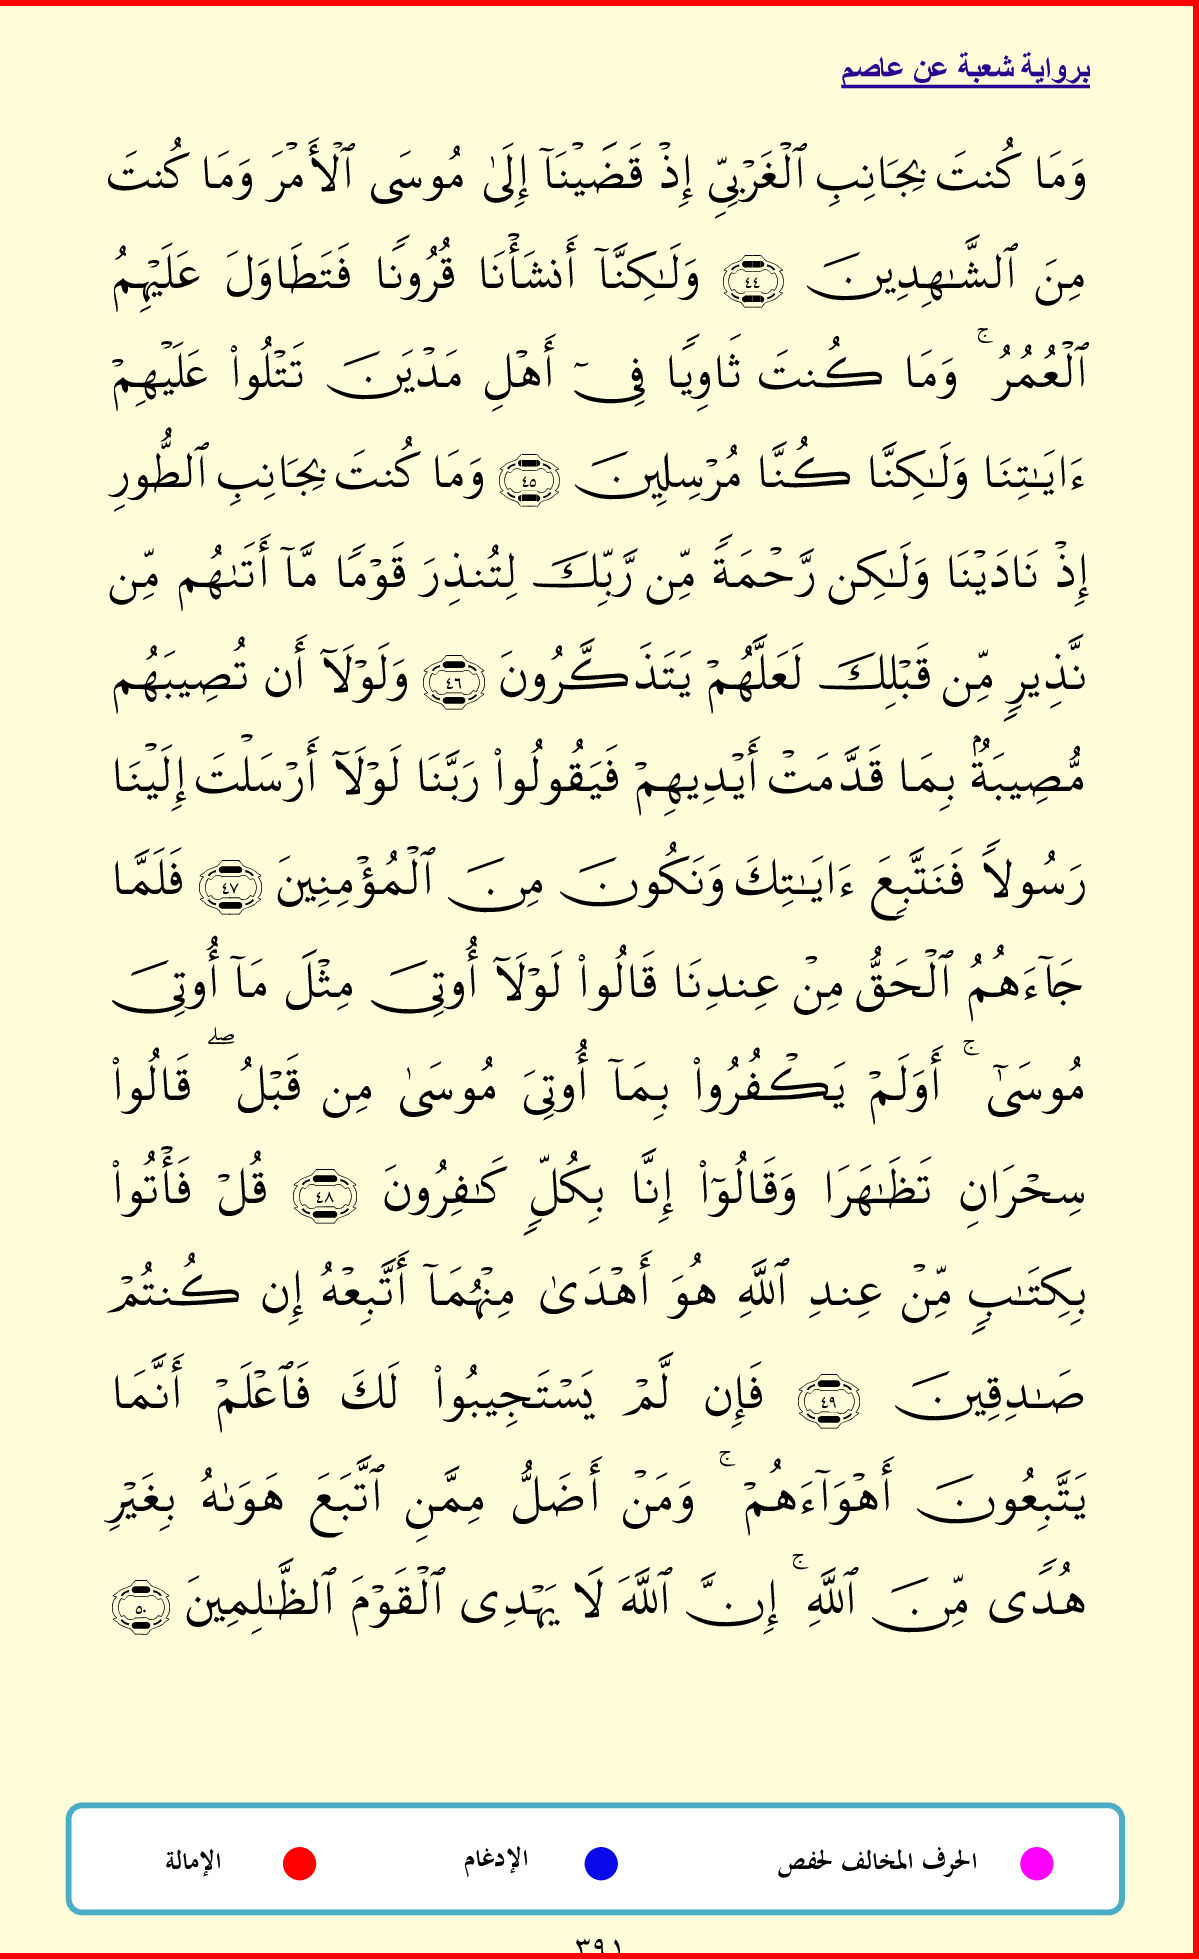 برواية شعبة عن عاصم
وَمَا كُنتَ بِجَانِبِ ٱلْغَرْبِيِّ إِذْ قَضَيْنَآ إِلَىٰ مُوسَى ٱلْأَمْرَ وَمَا كُنتَ
مِنَ ٱلشَّـٰهِدِينَ ٤٤ وَلَـٰكِنَّآ أَنشَأْنَا قُرُونًا فَتَطَاوَلَ عَلَيْهِمُ
ٱلْعُمُرُ ۚ وَمَا كُنتَ ثَاوِيًا فِىٓ أَهْلِ مَدْيَنَ تَتْلُوا۟ عَلَيْهِمْ
ءَايَـٰتِنَا وَلَـٰكِنَّا كُنَّا مُرْسِلِينَ ٤٥ وَمَا كُنتَ بِجَانِبِ ٱلطُّورِ
إِذْ نَادَيْنَا وَلَـٰكِن رَّحْمَةً مِّن رَّبِّكَ لِتُنذِرَ قَوْمًا مَّآ أَتَىٰهُم مِّن
نَّذِيرٍ مِّن قَبْلِكَ لَعَلَّهُمْ يَتَذَكَّرُونَ ٤٦ وَلَوْلَآ أَن تُصِيبَهُم
مُّصِيبَةٌۢ بِمَا قَدَّمَتْ أَيْدِيهِمْ فَيَقُولُوا۟ رَبَّنَا لَوْلَآ أَرْسَلْتَ إِلَيْنَا
رَسُولًا فَنَتَّبِعَ ءَايَـٰتِكَ وَنَكُونَ مِنَ ٱلْمُؤْمِنِينَ ٤٧ فَلَمَّا
جَآءَهُمُ ٱلْحَقُّ مِنْ عِندِنَا قَالُوا۟ لَوْلَآ أُوتِىَ مِثْلَ مَآ أُوتِىَ
مُوسَىٰٓ ۚ أَوَلَمْ يَكْفُرُوا۟ بِمَآ أُوتِىَ مُوسَىٰ مِن قَبْلُ ۖ قَالُوا۟
سِحْرَانِ تَظَـٰهَرَا وَقَالُوٓا۟ إِنَّا بِكُلٍّ كَـٰفِرُونَ ٤٨ قُلْ فَأْتُوا۟
بِكِتَـٰبٍ مِّنْ عِندِ ٱللَّهِ هُوَ أَهْدَىٰ مِنْهُمَآ أَتَّبِعْهُ إِن كُنتُمْ
صَـٰدِقِينَ ٤٩ فَإِن لَّمْ يَسْتَجِيبُوا۟ لَكَ فَٱعْلَمْ أَنَّمَا
يَتَّبِعُونَ أَهْوَآءَهُمْ ۚ وَمَنْ أَضَلُّ مِمَّنِ ٱتَّبَعَ هَوَىٰهُ بِغَيْرِ
هُدًى مِّنَ ٱللَّهِ ۚ إِنَّ ٱللَّهَ لَا يَهْدِى ٱلْقَوْمَ ٱلظَّـٰلِمِينَ ٥٠
الحرف المخالف لحفص الإدغام الإمالة
٣٩١